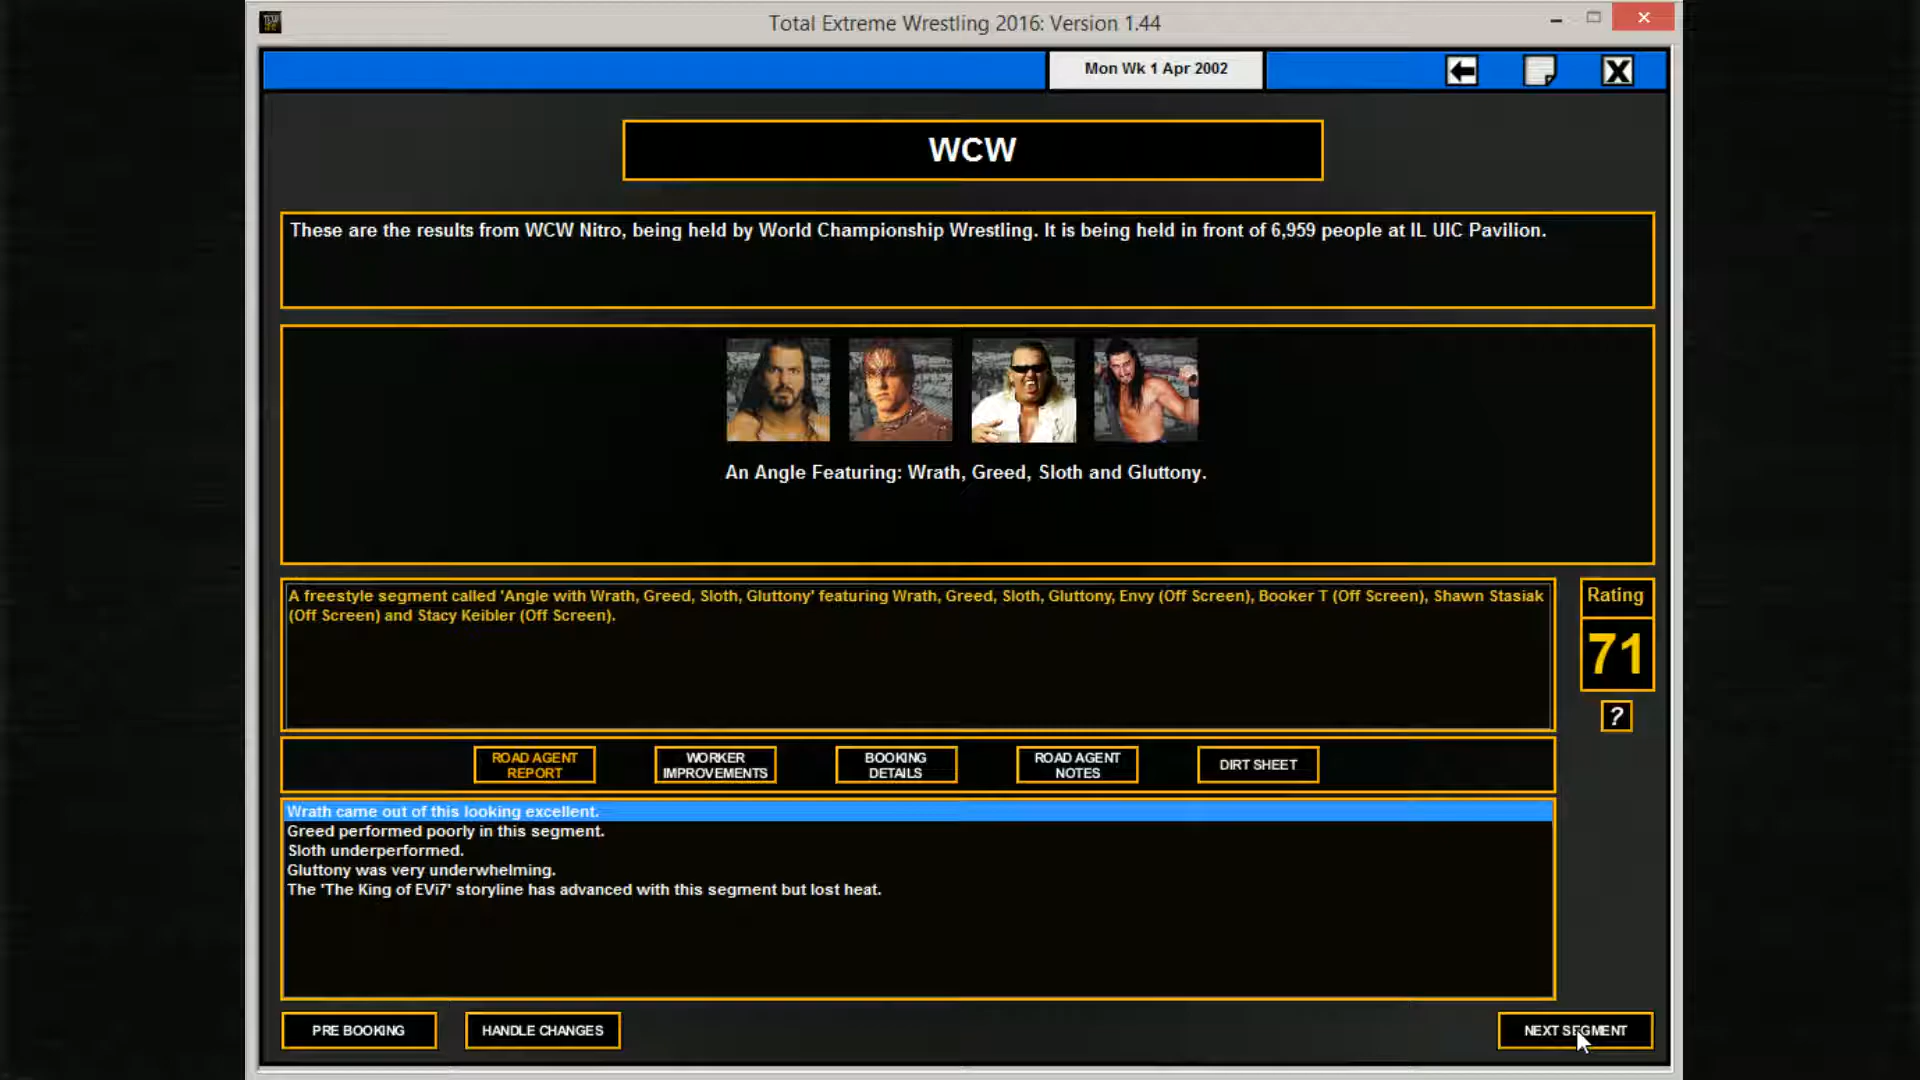 Total Extreme Wrestling 2016: Version 1.44
Mon Wk 1 Apr 2002
WCW
These are the results from WCW Nitro, being held by World Championship Wrestling. It is being held in front of 6,959 people at IL UIC Pavilion.
An Angle Featuring: Wrath, Greed, Sloth and Gluttony.
A freestyle segment called 'Angle with Wrath, Greed, Sloth, Gluttony' featuring Wrath, Greed, Sloth, Gluttony, Envy (Off Screen), Booker T (Off Screen), Shawn Stasiak
(Off Screen) and Stacy Keibler (Off Screen).
Rating
71
?
ROAD AGENT
REPORT
WORKER
IMPROVEMENTS
BOOKING
DETAILS
ROAD AGENT
NOTES
DIRT SHEET
Wrath came out of this looking excellent.
Greed performed poorly in this segment.
Sloth underperformed.
Gluttony was very underwhelming.
The 'The King of EVi7' storyline has advanced with this segment but lost heat.
PRE BOOKING
HANDLE CHANGES
NEXT SEGMENT